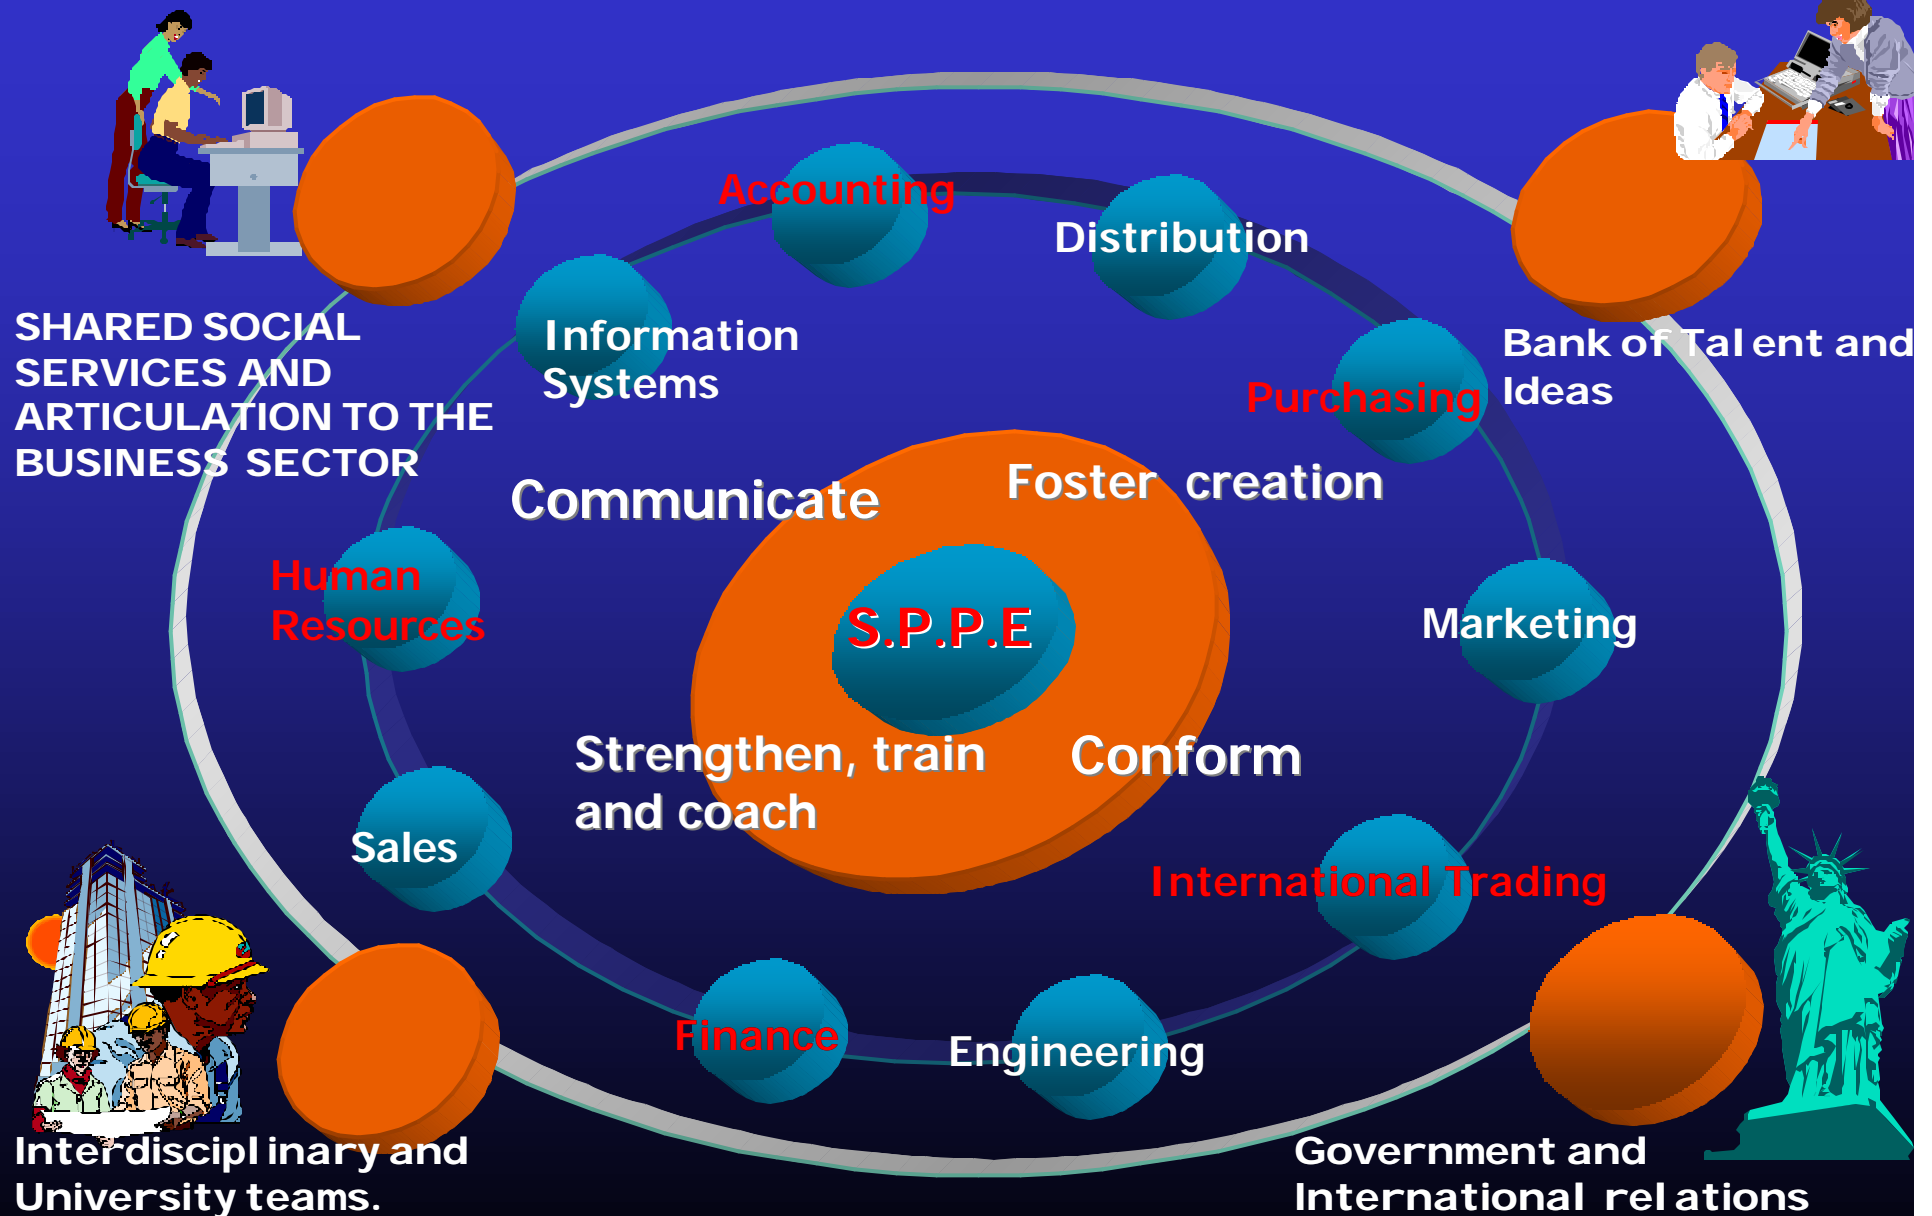 Accounting
Distribution
SHARED SOCIAL
SERVICES AND
ARTICULATION TO THE
BUSINESS SECTOR
Information
Systems
Purchasing
Bank of Talent and
Ideas
Communicate
Foster creation
Human
Resources
S.P.P.E
Marketing
Strengthen, train
and coach
Conform
Sales
International Trading
Finance
Engineering
Interdisciplinary and
University teams.
Government and
International relations